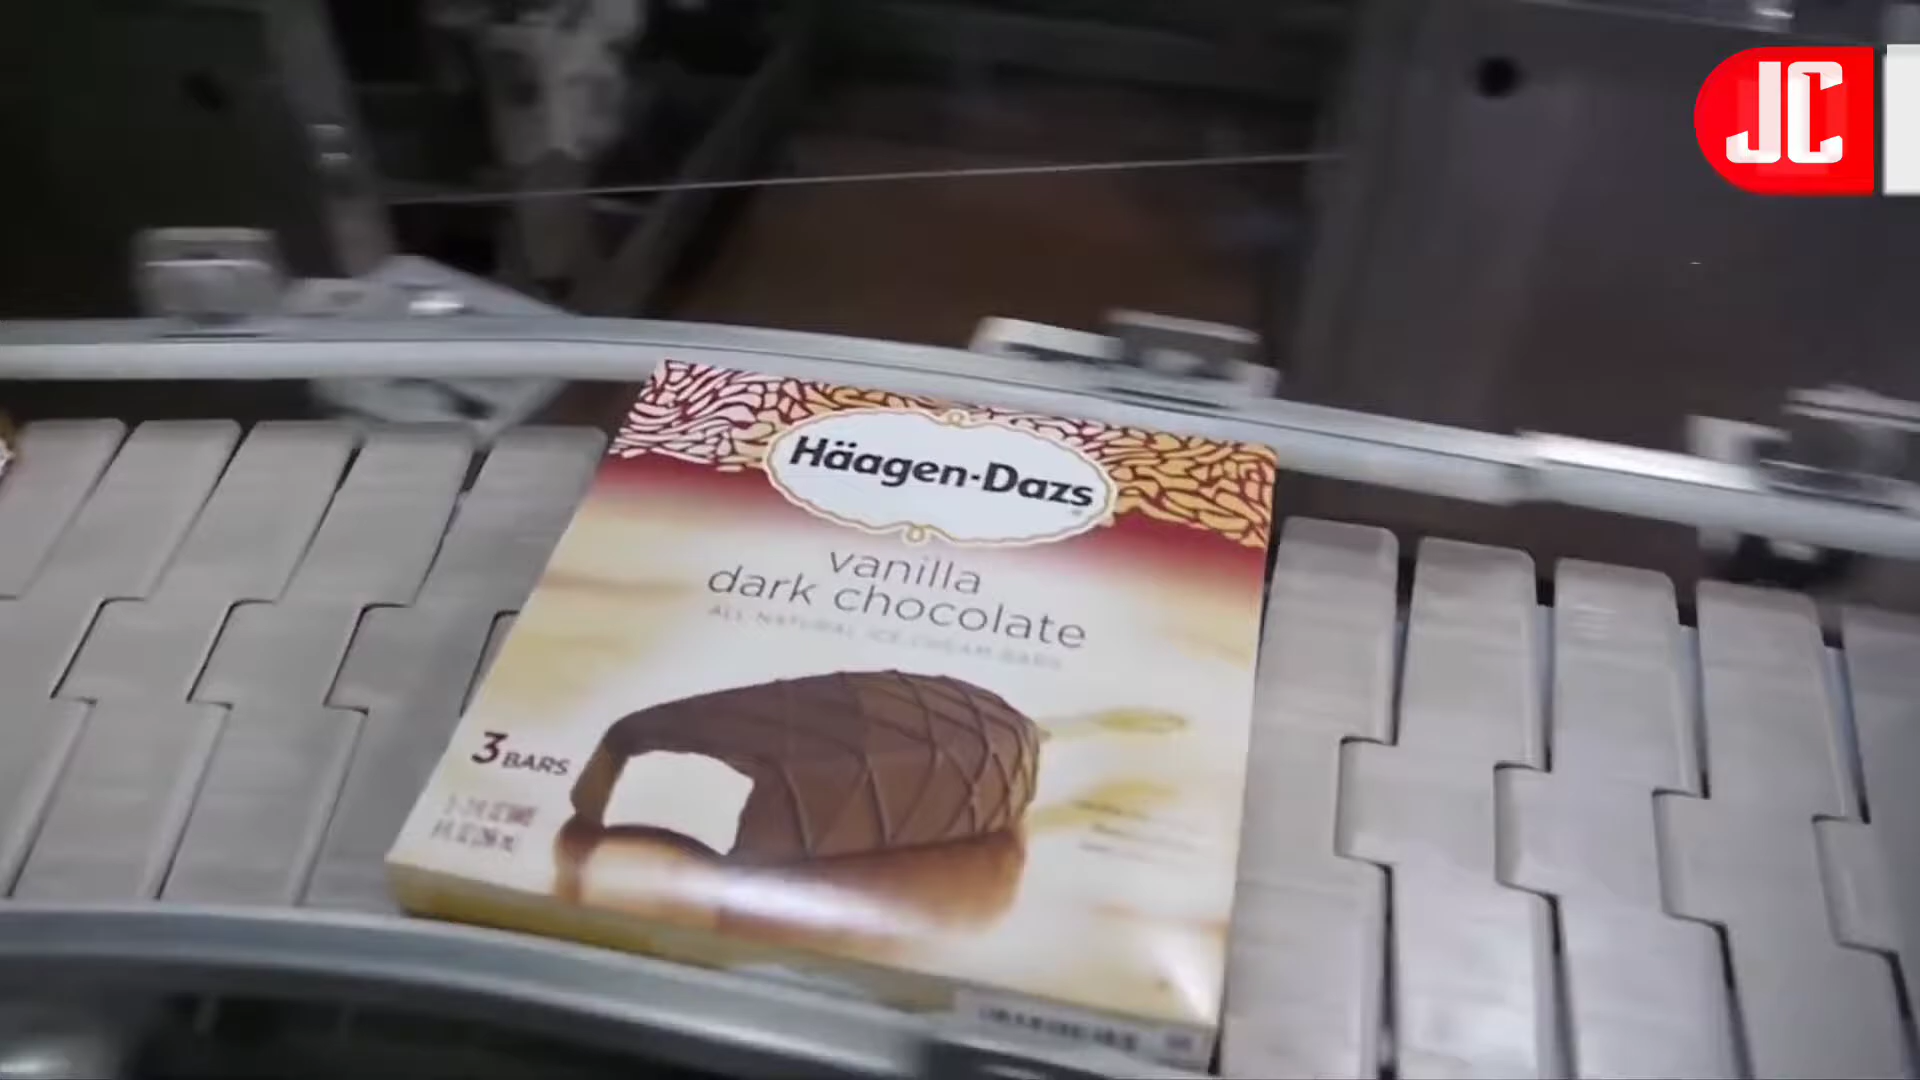 JC
Häagen-Dazs
vanilla
dark chocolate
ALL NATURAL ICE CREAM BARS
3 BARS